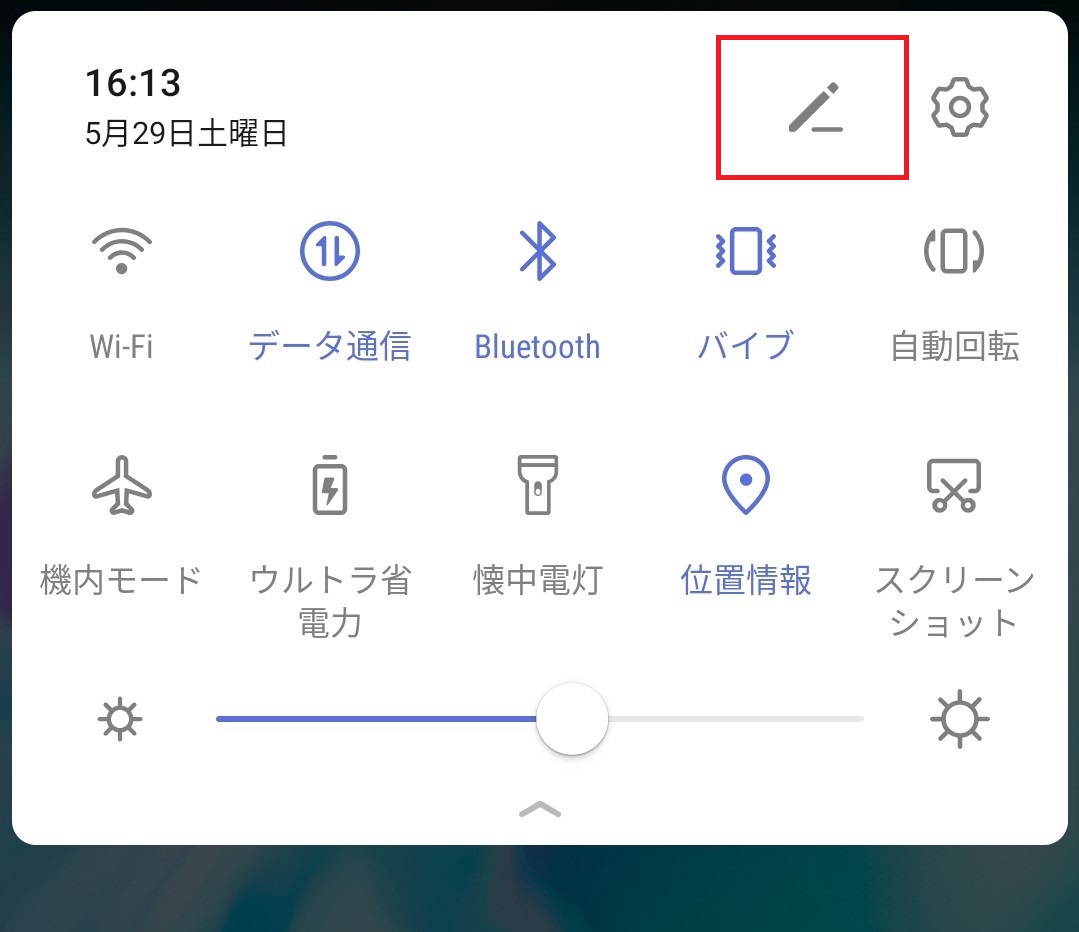 16:13
5月29日土曜日
Wi-Fi
データ通信
Bluetooth
バイブ
自動回転
機内モード
ウルトラ省
電力
懐中電灯
位置情報
スクリーン
ショット